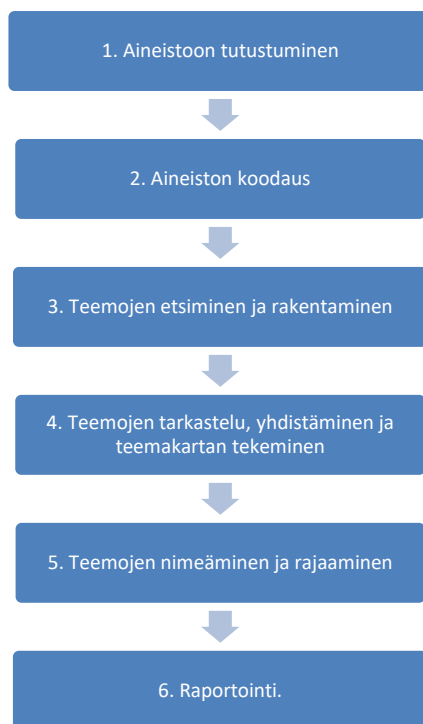 1. Aineistoon tutustuminen
2. Aineiston koodaus
3. Teemojen etsiminen ja rakentaminen
4. Teemojen tarkastelu, yhdistäminen ja
teemakartan tekeminen
5. Teemojen nimeäminen ja rajaaminen
6. Raportointi.